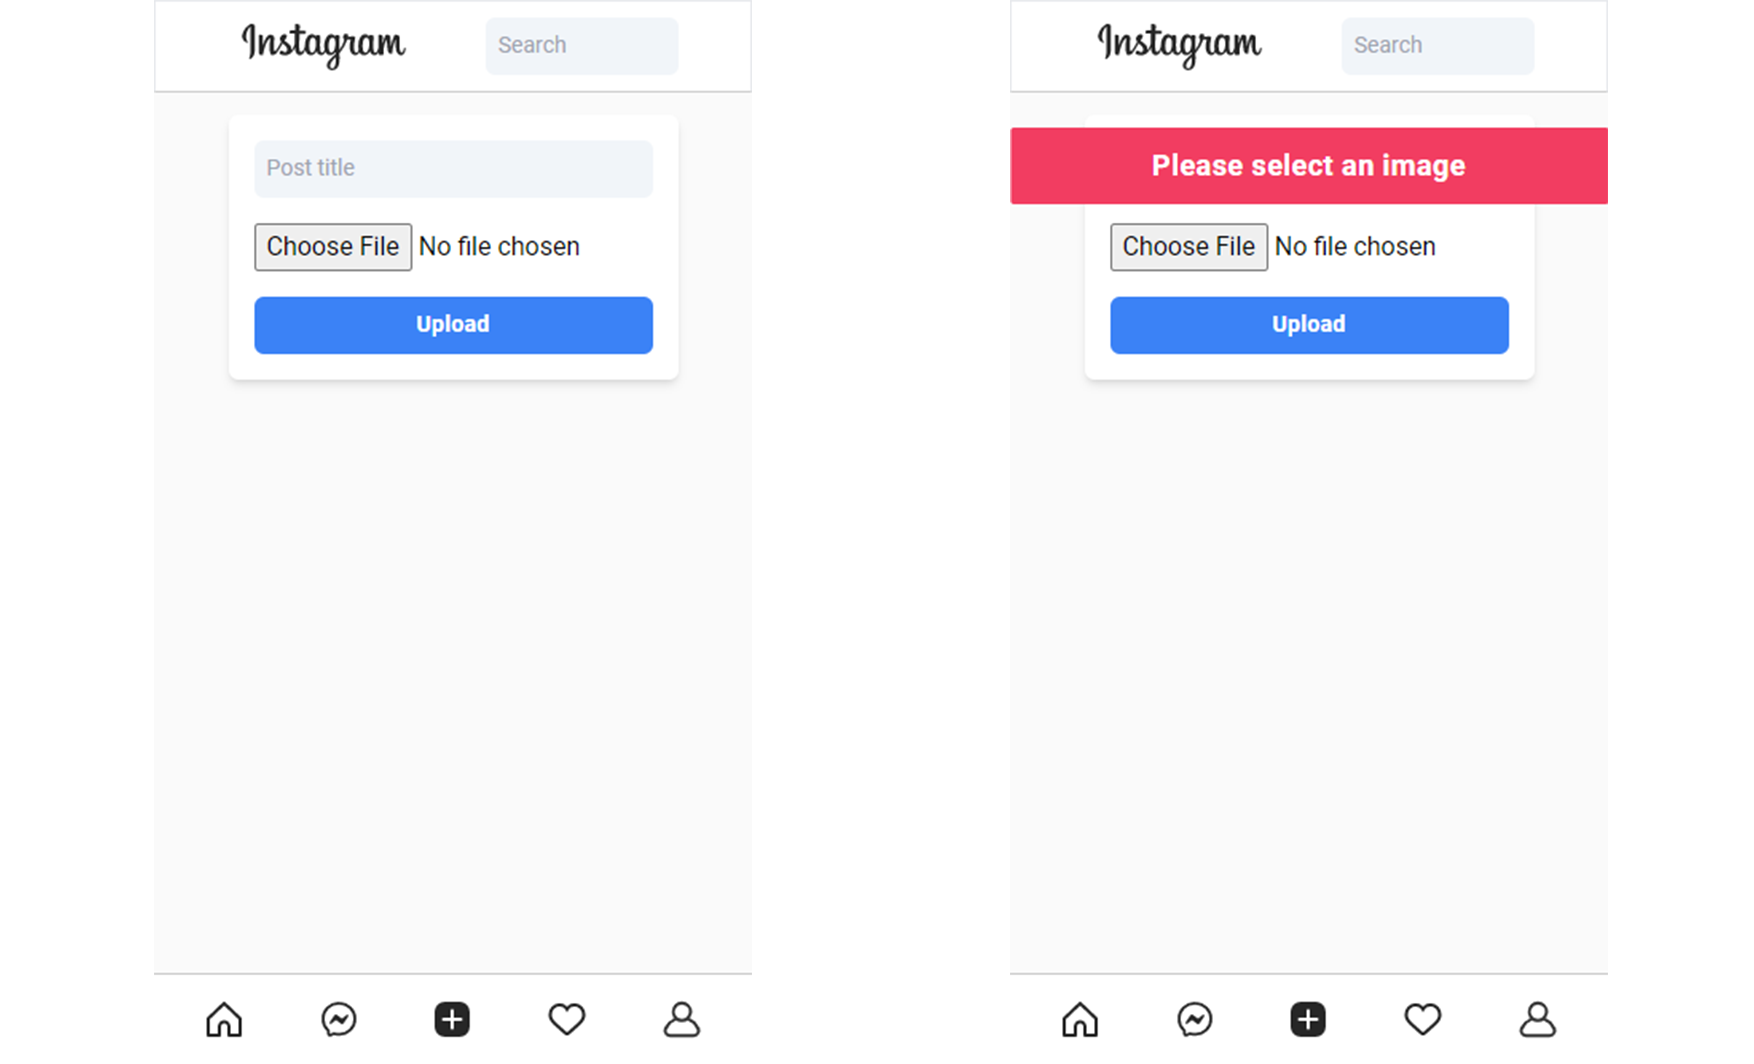 Instagram
Search
Post title
Choose File No file chosen
Upload
Instagram
Search
Please select an image
Choose File No file chosen
Upload